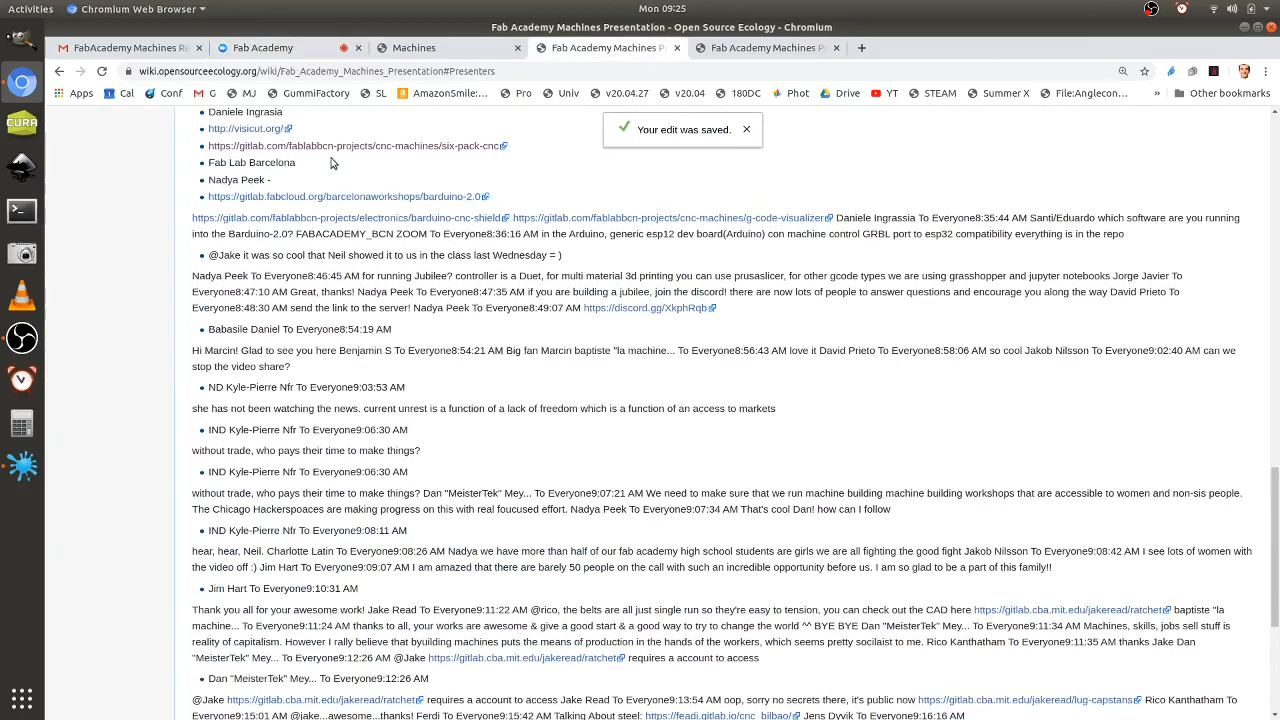 Activities Chromium Web Browser Mon 09:25
Fab Academy Machines Presentation - Open Source Ecology - Chromium
FabAcademy Machines Re Fab Academy Machines Fab Academy Machines P Fab Academy Machines P
wiki.opensourceecology.org/wiki/Fab_Academy_Machines_Presentation#Presenters
Apps Cal Conf G MJ GummiFactory SL AmazonSmile:... Pro Univ v20.04.27 v20.04 180DC Phot Drive YT STEAM Summer X File:Anglecon... » Other bookmarks
Daniele Ingrasia
Your edit was saved.
http://visicut.org/
https://gitlab.com/fablabbcn-projects/cnc-machines/six-pack-cnc
Fab Lab Barcelona
Nadya Peek -
https://gitlab.fabcloud.org/barcelonaworkshops/barduino-2.0
https://gitlab.com/fablabbcn-projects/electronics/barduino-cnc-shield https://gitlab.com/fablabbcn-projects/cnc-machines/g-code-visualizer Daniele Ingrassia To Everyone8:35:44 AM Santi/Eduardo which software are you running
into the Barduino-2.0? FABACADEMY_BCN ZOOM To Everyone8:36:16 AM in the Arduino, generic esp12 dev board(Arduino) con machine control GRBL port to esp32 compatibility everything is in the repo
@Jake it was so cool that Neil showed it to us in the class last Wednesday = )
Nadya Peek To Everyone8:46:45 AM for running Jubilee? controller is a Duet, for multi material 3d printing you can use prusaslicer, for other gcode types we are using grasshopper and jupyter notebooks Jorge Javier To
Everyone8:47:10 AM Great, thanks! Nadya Peek To Everyone8:47:35 AM if you are building a jubilee, join the discord! there are now lots of people to answer questions and encourage you along the way David Prieto To
Everyone8:48:30 AM send the link to the server! Nadya Peek To Everyone8:49:07 AM https://discord.gg/XkphRqb
Babasile Daniel To Everyone8:54:19 AM
Hi Marcin! Glad to see you here Benjamin S To Everyone8:54:21 AM Big fan Marcin baptiste "la machine... To Everyone8:56:43 AM love it David Prieto To Everyone8:58:06 AM so cool Jakob Nilsson To Everyone9:02:40 AM can we
stop the video share?
ND Kyle-Pierre Nfr To Everyone9:03:53 AM
she has not been watching the news. current unrest is a function of a lack of freedom which is a function of an access to markets
IND Kyle-Pierre Nfr To Everyone9:06:30 AM
without trade, who pays their time to make things?
IND Kyle-Pierre Nfr To Everyone9:06:30 AM
without trade, who pays their time to make things? Dan "MeisterTek" Mey... To Everyone9:07:21 AM We need to make sure that we run machine building machine building workshops that are accessible to women and non-sis people.
The Chicago Hackerspoaces are making progress on this with real foucused effort. Nadya Peek To Everyone9:07:34 AM That's cool Dan! how can I follow
IND Kyle-Pierre Nfr To Everyone9:08:11 AM
hear, hear, Neil. Charlotte Latin To Everyone9:08:26 AM Nadya we have more than half of our fab academy high school students are girls we are all fighting the good fight Jakob Nilsson To Everyone9:08:42 AM I see lots of women with
the video off :) Jim Hart To Everyone9:09:07 AM I am amazed that there are barely 50 people on the call with such an incredible opportunity before us. I am so glad to be a part of this family!!
Jim Hart To Everyone9:10:31 AM
Thank you all for your awesome work! Jake Read To Everyone9:11:22 AM @rico, the belts are all just single run so they're easy to tension, you can check out the CAD here https://gitlab.cba.mit.edu/jakeread/ratchet baptiste "la
machine... To Everyone9:11:24 AM thanks to all, your works are awesome & give a good start & a good way to try to change the world ^^ BYE BYE Dan "MeisterTek" Mey... To Everyone9:11:34 AM Machines, skills, jobs sell stuff is
reality of capitalism. However I rally believe that byuilding machines puts the means of production in the hands of the workers, which seems pretty socilaist to me. Rico Kanthatham To Everyone9:11:35 AM thanks Jake Dan
"MeisterTek" Mey... To Everyone9:12:26 AM @Jake https://gitlab.cba.mit.edu/jakeread/ratchet requires a account to access
Dan "MeisterTek" Mey... To Everyone9:12:26 AM
@Jake https://gitlab.cba.mit.edu/jakeread/ratchet requires a account to access Jake Read To Everyone9:13:54 AM oop, sorry no secrets there, it's public now https://gitlab.cba.mit.edu/jakeread/lug-capstans Rico Kanthatham To
Everyone9:15:01 AM @jake...awesome...thanks! Ferdi To Everyone9:15:42 AM Talking About steel: https://feadi.gitlab.io/cnc_bilbao/ Jens Dyvik To Everyone9:16:16 AM
CURA